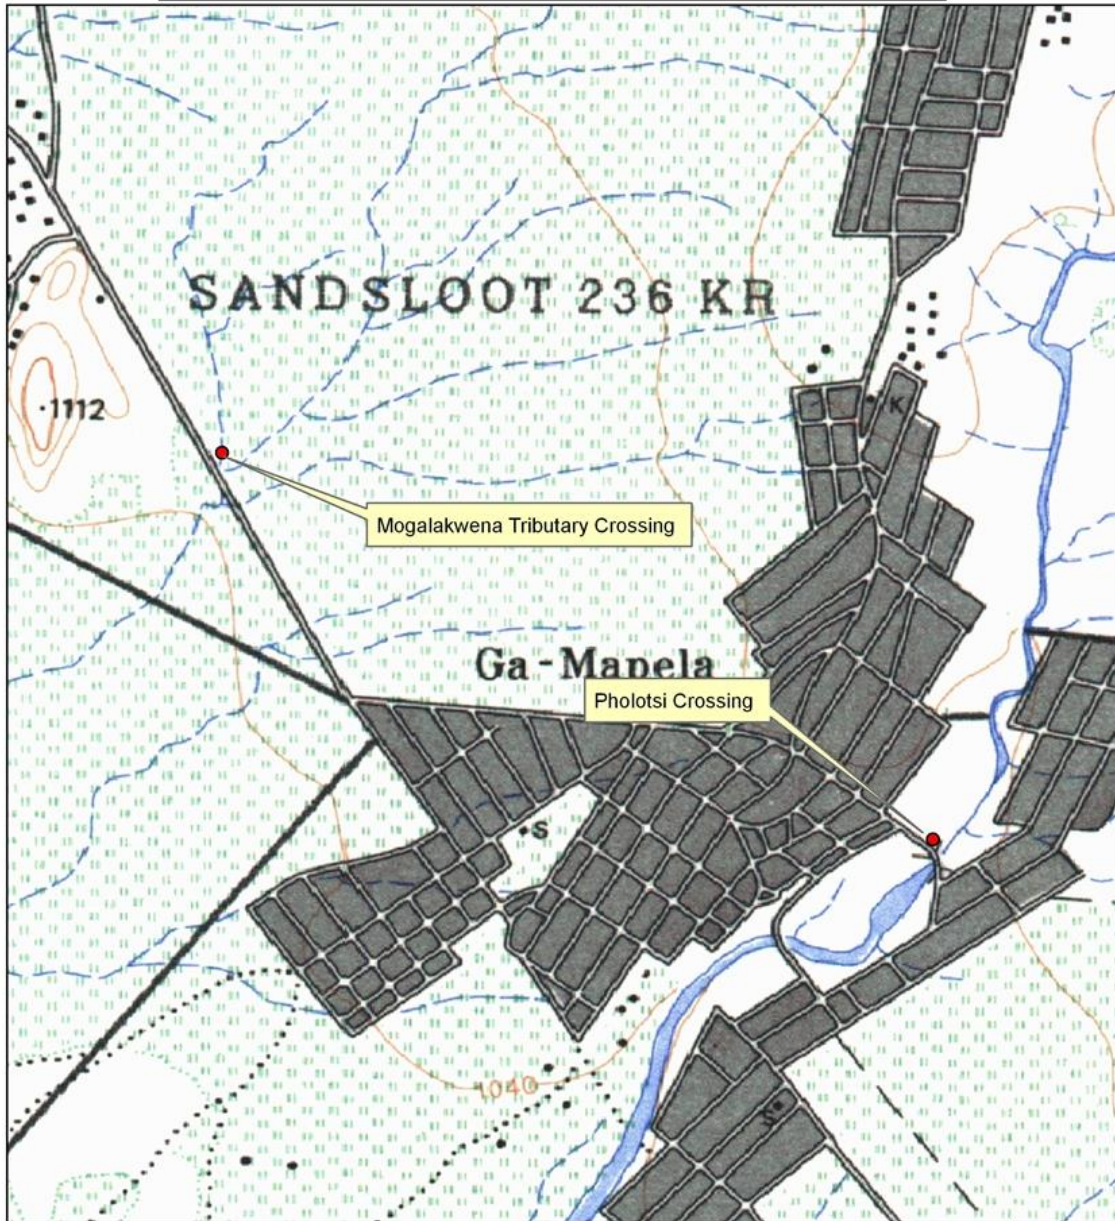 SANDSLOOT 236 KR
K
1112
Mogalakwena Tributary Crossing
Ga-Mapela
Pholotsi Crossing
S
1040
S